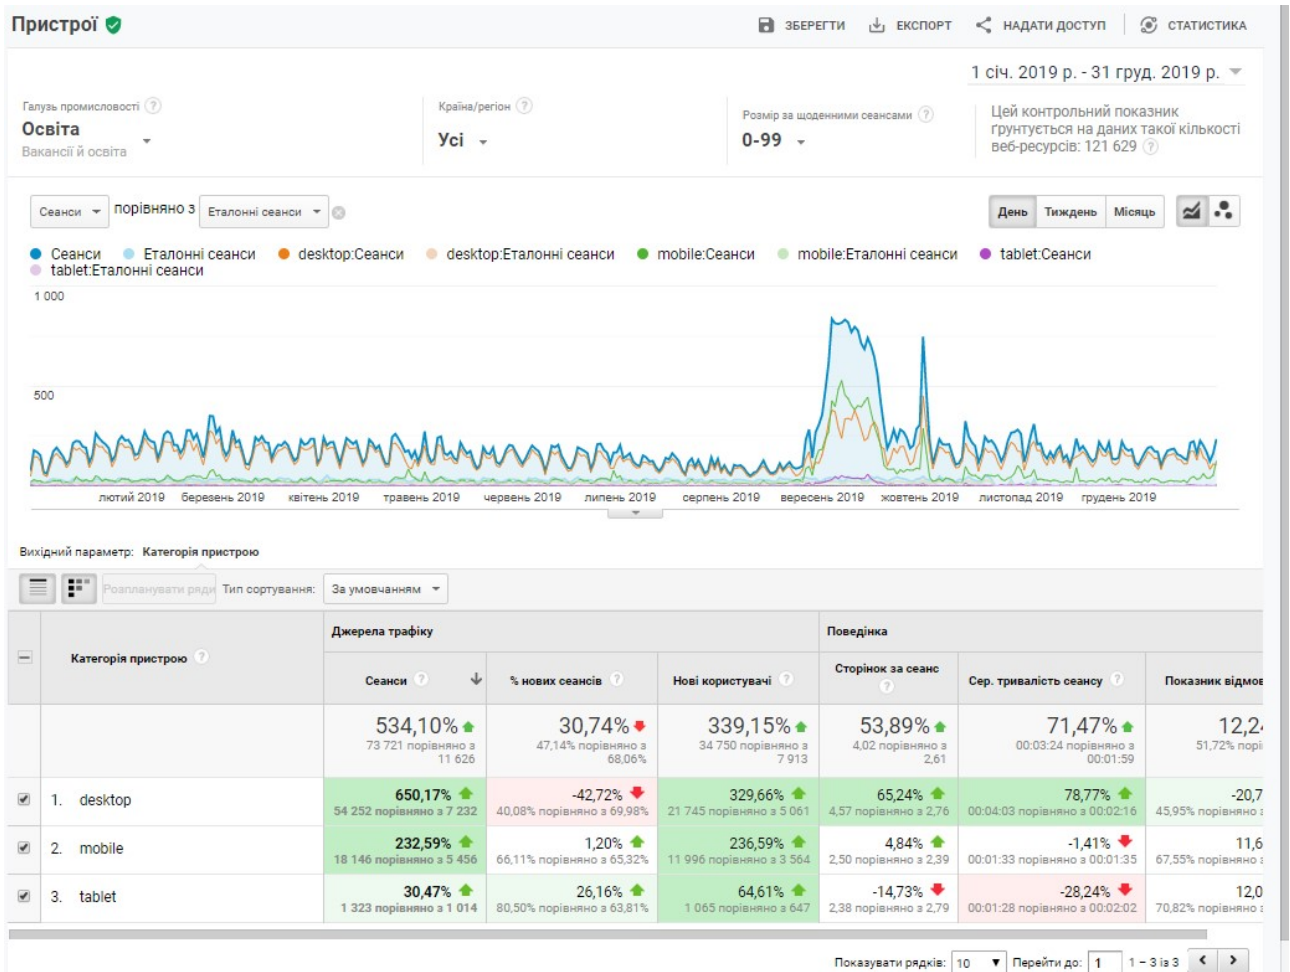 Пристрої
ЗБЕРЕГТИ ЕКСПОРТ НАДАТИ ДОСТУП СТАТИСТИКА
1 січ. 2019 р. - 31 груд. 2019 р.
Галузь промисловості ?
Освіта
Вакансії й освіта
Країна/регіон ?
Усі
Розмір за щоденними сеансами ?
0-99
Цей контрольний показник
ґрунтується на даних такої кількості
веб-ресурсів: 121 629 ?
Сеанси порівняно з Еталонні сеанси
День Тиждень Місяць
Сеанси Еталонні сеанси desktop:Сеанси desktop:Еталонні сеанси mobile:Сеанси mobile:Еталонні сеанси tablet:Сеанси
tablet:Еталонні сеанси
1 000
500
лютий 2019 березень 2019 квітень 2019 травень 2019 червень 2019 липень 2019 серпень 2019 вересень 2019 жовтень 2019 листопад 2019 грудень 2019
Вихідний параметр: Категорія пристрою
Розпланувати ряди Тип сортування: За умовчанням
Джерела трафіку Поведінка
Категорія пристрою ?
Сеанси ? % нових сеансів ? Нові користувачі ? Сторінок за сеанс ? Сер. тривалість сеансу ? Показник відмов
534,10% 30,74% 339,15% 53,89% 71,47% 12,2
73 721 порівняно з 11 626 47,14% порівняно з 68,06% 34 750 порівняно з 7 913 4,02 порівняно з 2,61 00:03:24 порівняно з 00:01:59 51,72% порі
1. desktop 650,17% -42,72% 329,66% 65,24% 78,77% -20,7
54 252 порівняно з 7 232 40,08% порівняно з 69,98% 21 745 порівняно з 5 061 4,57 порівняно з 2,76 00:04:03 порівняно з 00:02:16 45,95% порівняно з
2. mobile 232,59% 1,20% 236,59% 4,84% -1,41% 11,6
18 146 порівняно з 5 456 66,11% порівняно з 65,32% 11 996 порівняно з 3 564 2,50 порівняно з 2,39 00:01:33 порівняно з 00:01:35 67,55% порівняно з
3. tablet 30,47% 26,16% 64,61% -14,73% -28,24% 12,0
1 323 порівняно з 1 014 80,50% порівняно з 63,81% 1 065 порівняно з 647 2,38 порівняно з 2,79 00:01:28 порівняно з 00:02:02 70,82% порівняно з
Показувати рядків: 10 Перейти до: 1 1 – 3 із 3